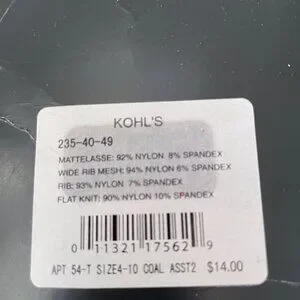 KOHL'S
235-40-49
MATTELASSE: 92% NYLON 8% SPANDEX
WIDE RIB MESH: 94% NYLON 6% SPANDEX
RIB: 93% NYLON 7% SPANDEX
FLAT KNIT: 90% NYLON 10% SPANDEX
0 11321 17562 9
APT 54-T SIZE4-10 COAL ASST2 $14.00